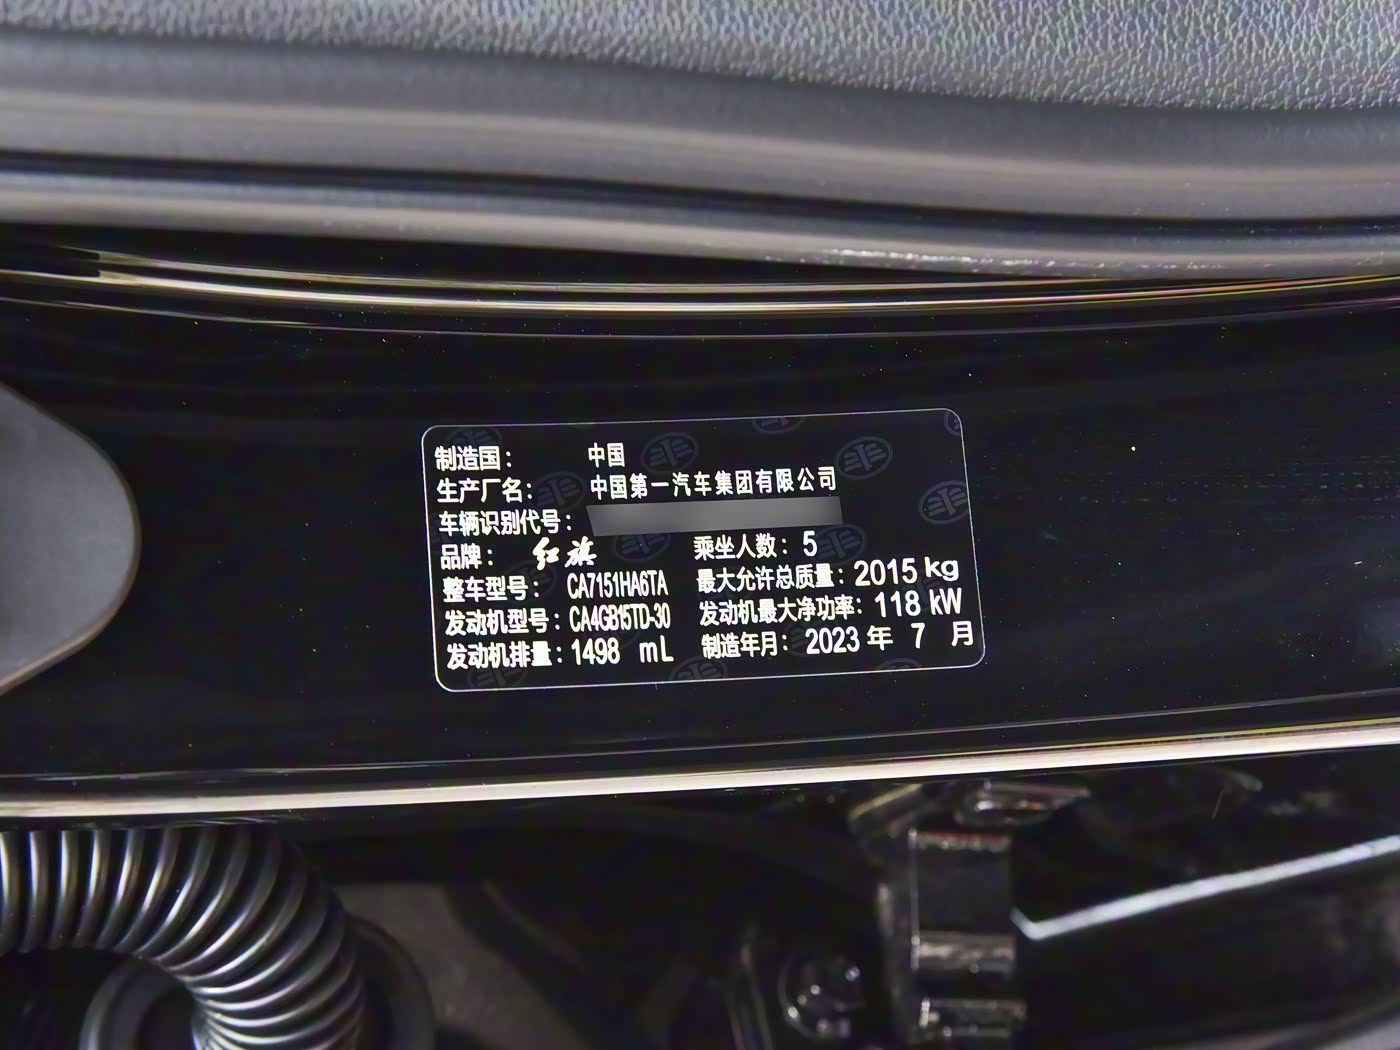 制造国： 中国
生产厂名： 中国第一汽车集团有限公司
车辆识别代号：
品牌： 红旗 乘坐人数：5
整车型号： CA7151HA6TA 最大允许总质量：2015 kg
发动机型号：CA4GB15TD-30 发动机最大净功率：118 kW
发动机排量：1498 mL 制造年月： 2023 年 7 月